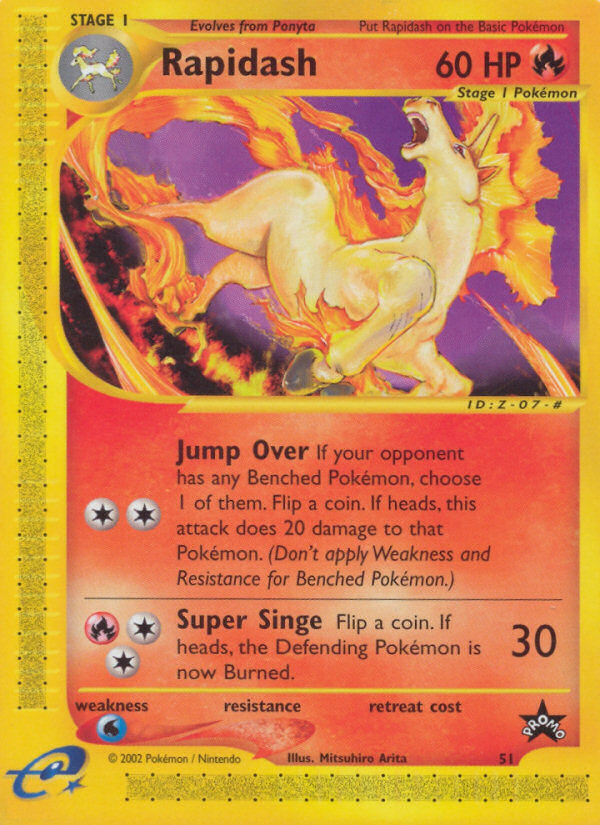 STAGE 1 Evolves from Ponyta Put Rapidash on the Basic Pokémon
Rapidash 60 HP
Stage 1 Pokémon
ID:Z-07-#
Jump Over If your opponent
has any Benched Pokémon, choose
1 of them. Flip a coin. If heads, this
attack does 20 damage to that
Pokémon. (Don't apply Weakness and
Resistance for Benched Pokémon.)
Super Singe Flip a coin. If
heads, the Defending Pokémon is
now Burned.
30
weakness resistance retreat cost
PROMO
© 2002 Pokémon / Nintendo Illus. Mitsuhiro Arita 51
e